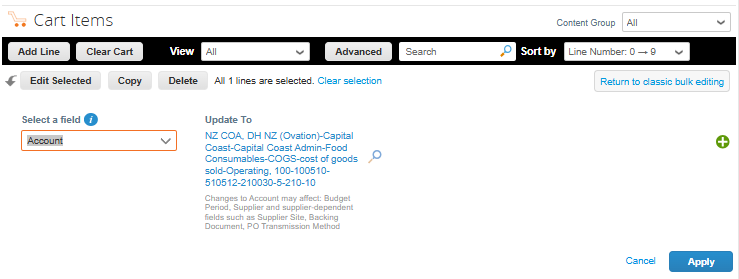 Cart Items
Content Group All
Add Line Clear Cart View All Advanced Search Sort by Line Number: 0 → 9
Edit Selected Copy Delete All 1 lines are selected. Clear selection Return to classic bulk editing
Select a field i Update To
Account
NZ COA, DH NZ (Ovation)-Capital
Coast-Capital Coast Admin-Food
Consumables-COGS-cost of goods
sold-Operating, 100-100510-
510512-210030-5-210-10
Changes to Account may affect: Budget
Period, Supplier and supplier-dependent
fields such as Supplier Site, Backing
Document, PO Transmission Method
Cancel Apply